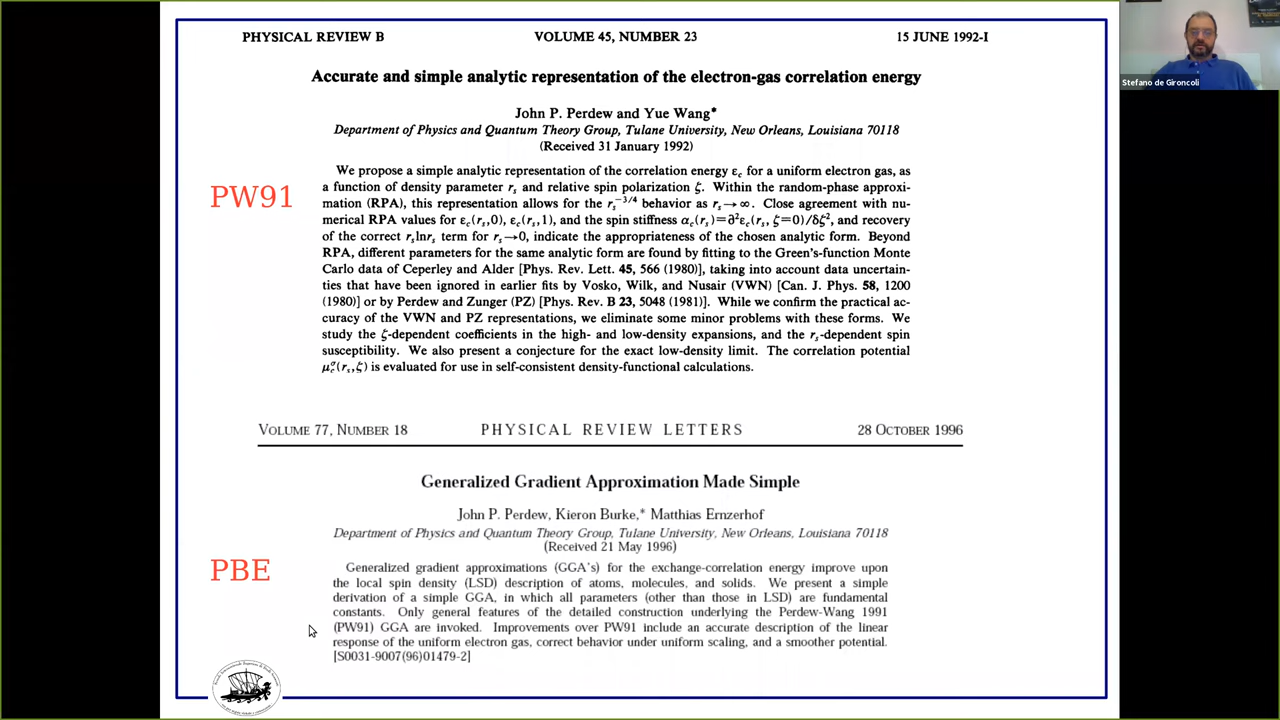 PHYSICAL REVIEW B VOLUME 45, NUMBER 23 15 JUNE 1992-I
Accurate and simple analytic representation of the electron-gas correlation energy
John P. Perdew and Yue Wang*
Department of Physics and Quantum Theory Group, Tulane University, New Orleans, Louisiana 70118
(Received 31 January 1992)
PW91
We propose a simple analytic representation of the correlation energy ε_c for a uniform electron gas, as
a function of density parameter r_s and relative spin polarization ζ. Within the random-phase approxi-
mation (RPA), this representation allows for the r_s^{-3/4} behavior as r_s→∞. Close agreement with nu-
merical RPA values for ε_c(r_s,0), ε_c(r_s,1), and the spin stiffness α_c(r_s)=∂²ε_c(r_s, ζ=0)/δζ², and recovery
of the correct r_s ln r_s term for r_s→0, indicate the appropriateness of the chosen analytic form. Beyond
RPA, different parameters for the same analytic form are found by fitting to the Green's-function Monte
Carlo data of Ceperley and Alder [Phys. Rev. Lett. 45, 566 (1980)], taking into account data uncertain-
ties that have been ignored in earlier fits by Vosko, Wilk, and Nusair (VWN) [Can. J. Phys. 58, 1200
(1980)] or by Perdew and Zunger (PZ) [Phys. Rev. B 23, 5048 (1981)]. While we confirm the practical ac-
curacy of the VWN and PZ representations, we eliminate some minor problems with these forms. We
study the ζ-dependent coefficients in the high- and low-density expansions, and the r_s-dependent spin
susceptibility. We also present a conjecture for the exact low-density limit. The correlation potential
μ_c^σ(r_s,ζ) is evaluated for use in self-consistent density-functional calculations.
VOLUME 77, NUMBER 18 PHYSICAL REVIEW LETTERS 28 OCTOBER 1996
Generalized Gradient Approximation Made Simple
John P. Perdew, Kieron Burke,* Matthias Ernzerhof
Department of Physics and Quantum Theory Group, Tulane University, New Orleans, Louisiana 70118
(Received 21 May 1996)
PBE
Generalized gradient approximations (GGA's) for the exchange-correlation energy improve upon
the local spin density (LSD) description of atoms, molecules, and solids. We present a simple
derivation of a simple GGA, in which all parameters (other than those in LSD) are fundamental
constants. Only general features of the detailed construction underlying the Perdew-Wang 1991
(PW91) GGA are invoked. Improvements over PW91 include an accurate description of the linear
response of the uniform electron gas, correct behavior under uniform scaling, and a smoother potential.
[S0031-9007(96)01479-2]
Stefano de Gironcoli